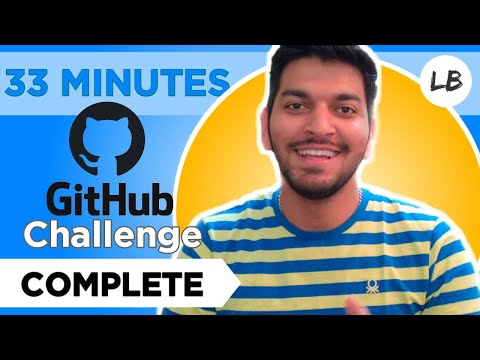 33 MINUTES
LB
GitHub
Challenge
COMPLETE